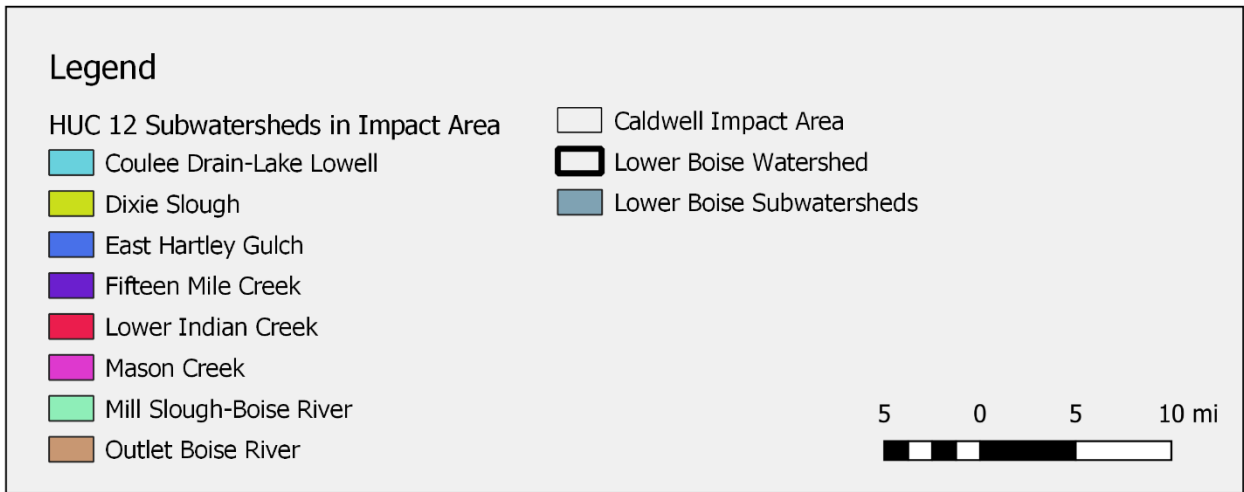 Legend
HUC 12 Subwatersheds in Impact Area
Coulee Drain-Lake Lowell
Dixie Slough
East Hartley Gulch
Fifteen Mile Creek
Lower Indian Creek
Mason Creek
Mill Slough-Boise River
Outlet Boise River
Caldwell Impact Area
Lower Boise Watershed
Lower Boise Subwatersheds
5 0 5 10 mi